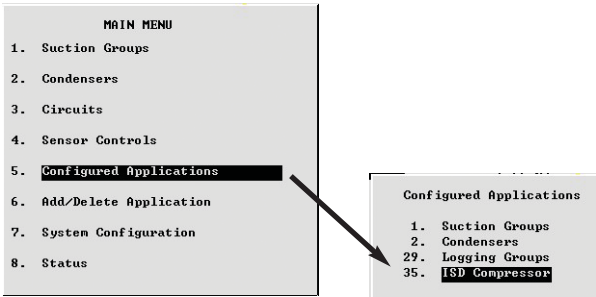 MAIN MENU
1. Suction Groups
2. Condensers
3. Circuits
4. Sensor Controls
5. Configured Applications
6. Add/Delete Application
7. System Configuration
8. Status
Configured Applications
1. Suction Groups
2. Condensers
29. Logging Groups
35. ISD Compressor